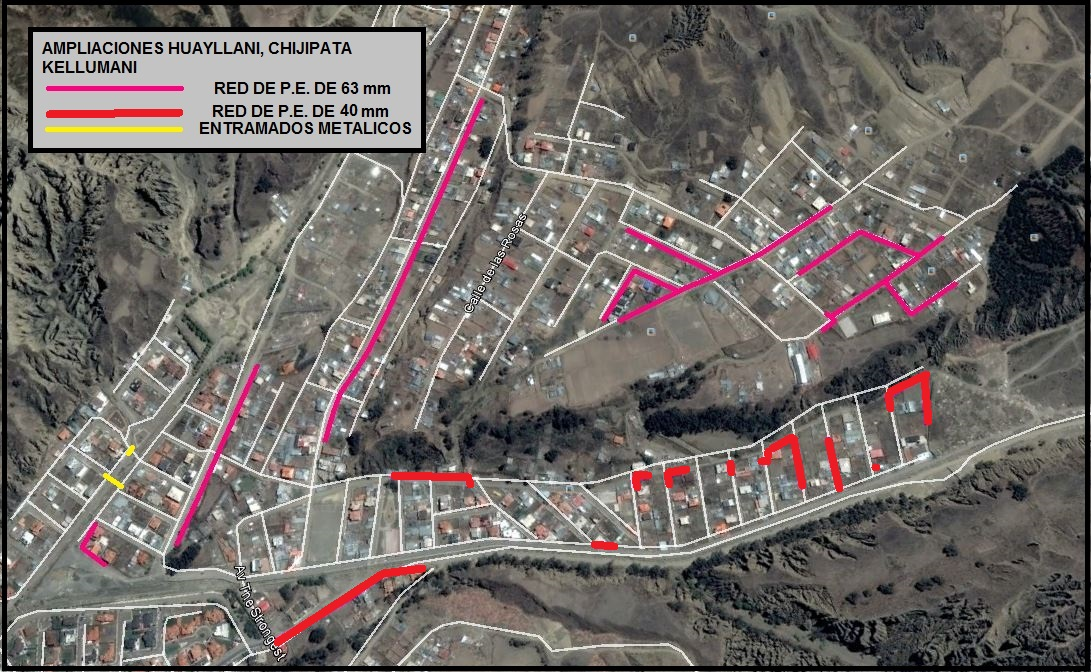 AMPLIACIONES HUAYLLANI, CHIJIPATA
KELLUMANI
RED DE P.E. DE 63 mm
RED DE P.E. DE 40 mm
ENTRAMADOS METALICOS
Calle de las Rosas
Av The Strongest